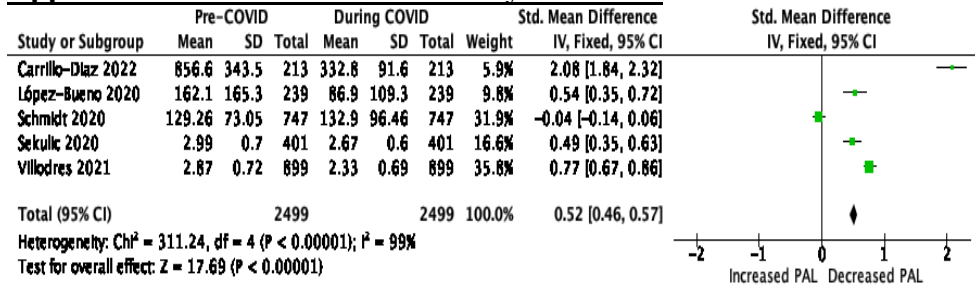 Pre-COVID During COVID Std. Mean Difference Std. Mean Difference
Study or Subgroup Mean SD Total Mean SD Total Weight IV, Fixed, 95% CI IV, Fixed, 95% CI
Carrillo-Diaz 2022 856.6 343.5 213 332.8 91.6 213 5.9% 2.08 [1.84, 2.32]
López-Bueno 2020 162.1 165.3 239 86.9 109.3 239 9.8% 0.54 [0.35, 0.72]
Schmidt 2020 129.26 73.05 747 132.9 96.46 747 31.9% -0.04 [-0.14, 0.06]
Sekulic 2020 2.99 0.7 401 2.67 0.6 401 16.6% 0.49 [0.35, 0.63]
Villodres 2021 2.87 0.72 899 2.33 0.69 899 35.8% 0.77 [0.67, 0.86]
Total (95% CI) 2499 2499 100.0% 0.52 [0.46, 0.57]
Heterogeneity: Chi² = 311.24, df = 4 (P < 0.00001); I² = 99%
Test for overall effect: Z = 17.69 (P < 0.00001)
-2 -1 0 1 2
Increased PAL Decreased PAL